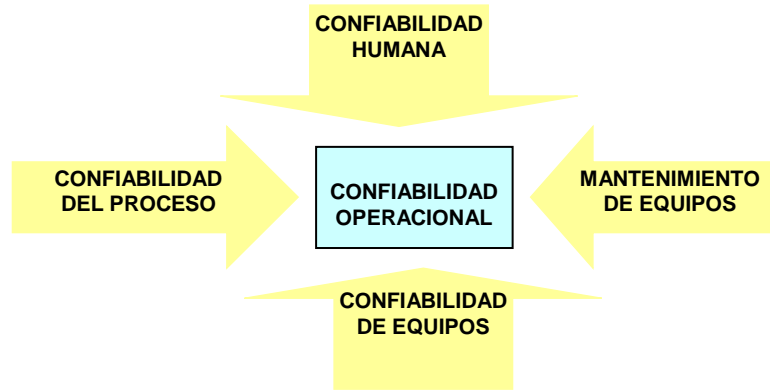 CONFIABILIDAD
HUMANA
CONFIABILIDAD
DEL PROCESO
CONFIABILIDAD
OPERACIONAL
MANTENIMIENTO
DE EQUIPOS
CONFIABILIDAD
DE EQUIPOS